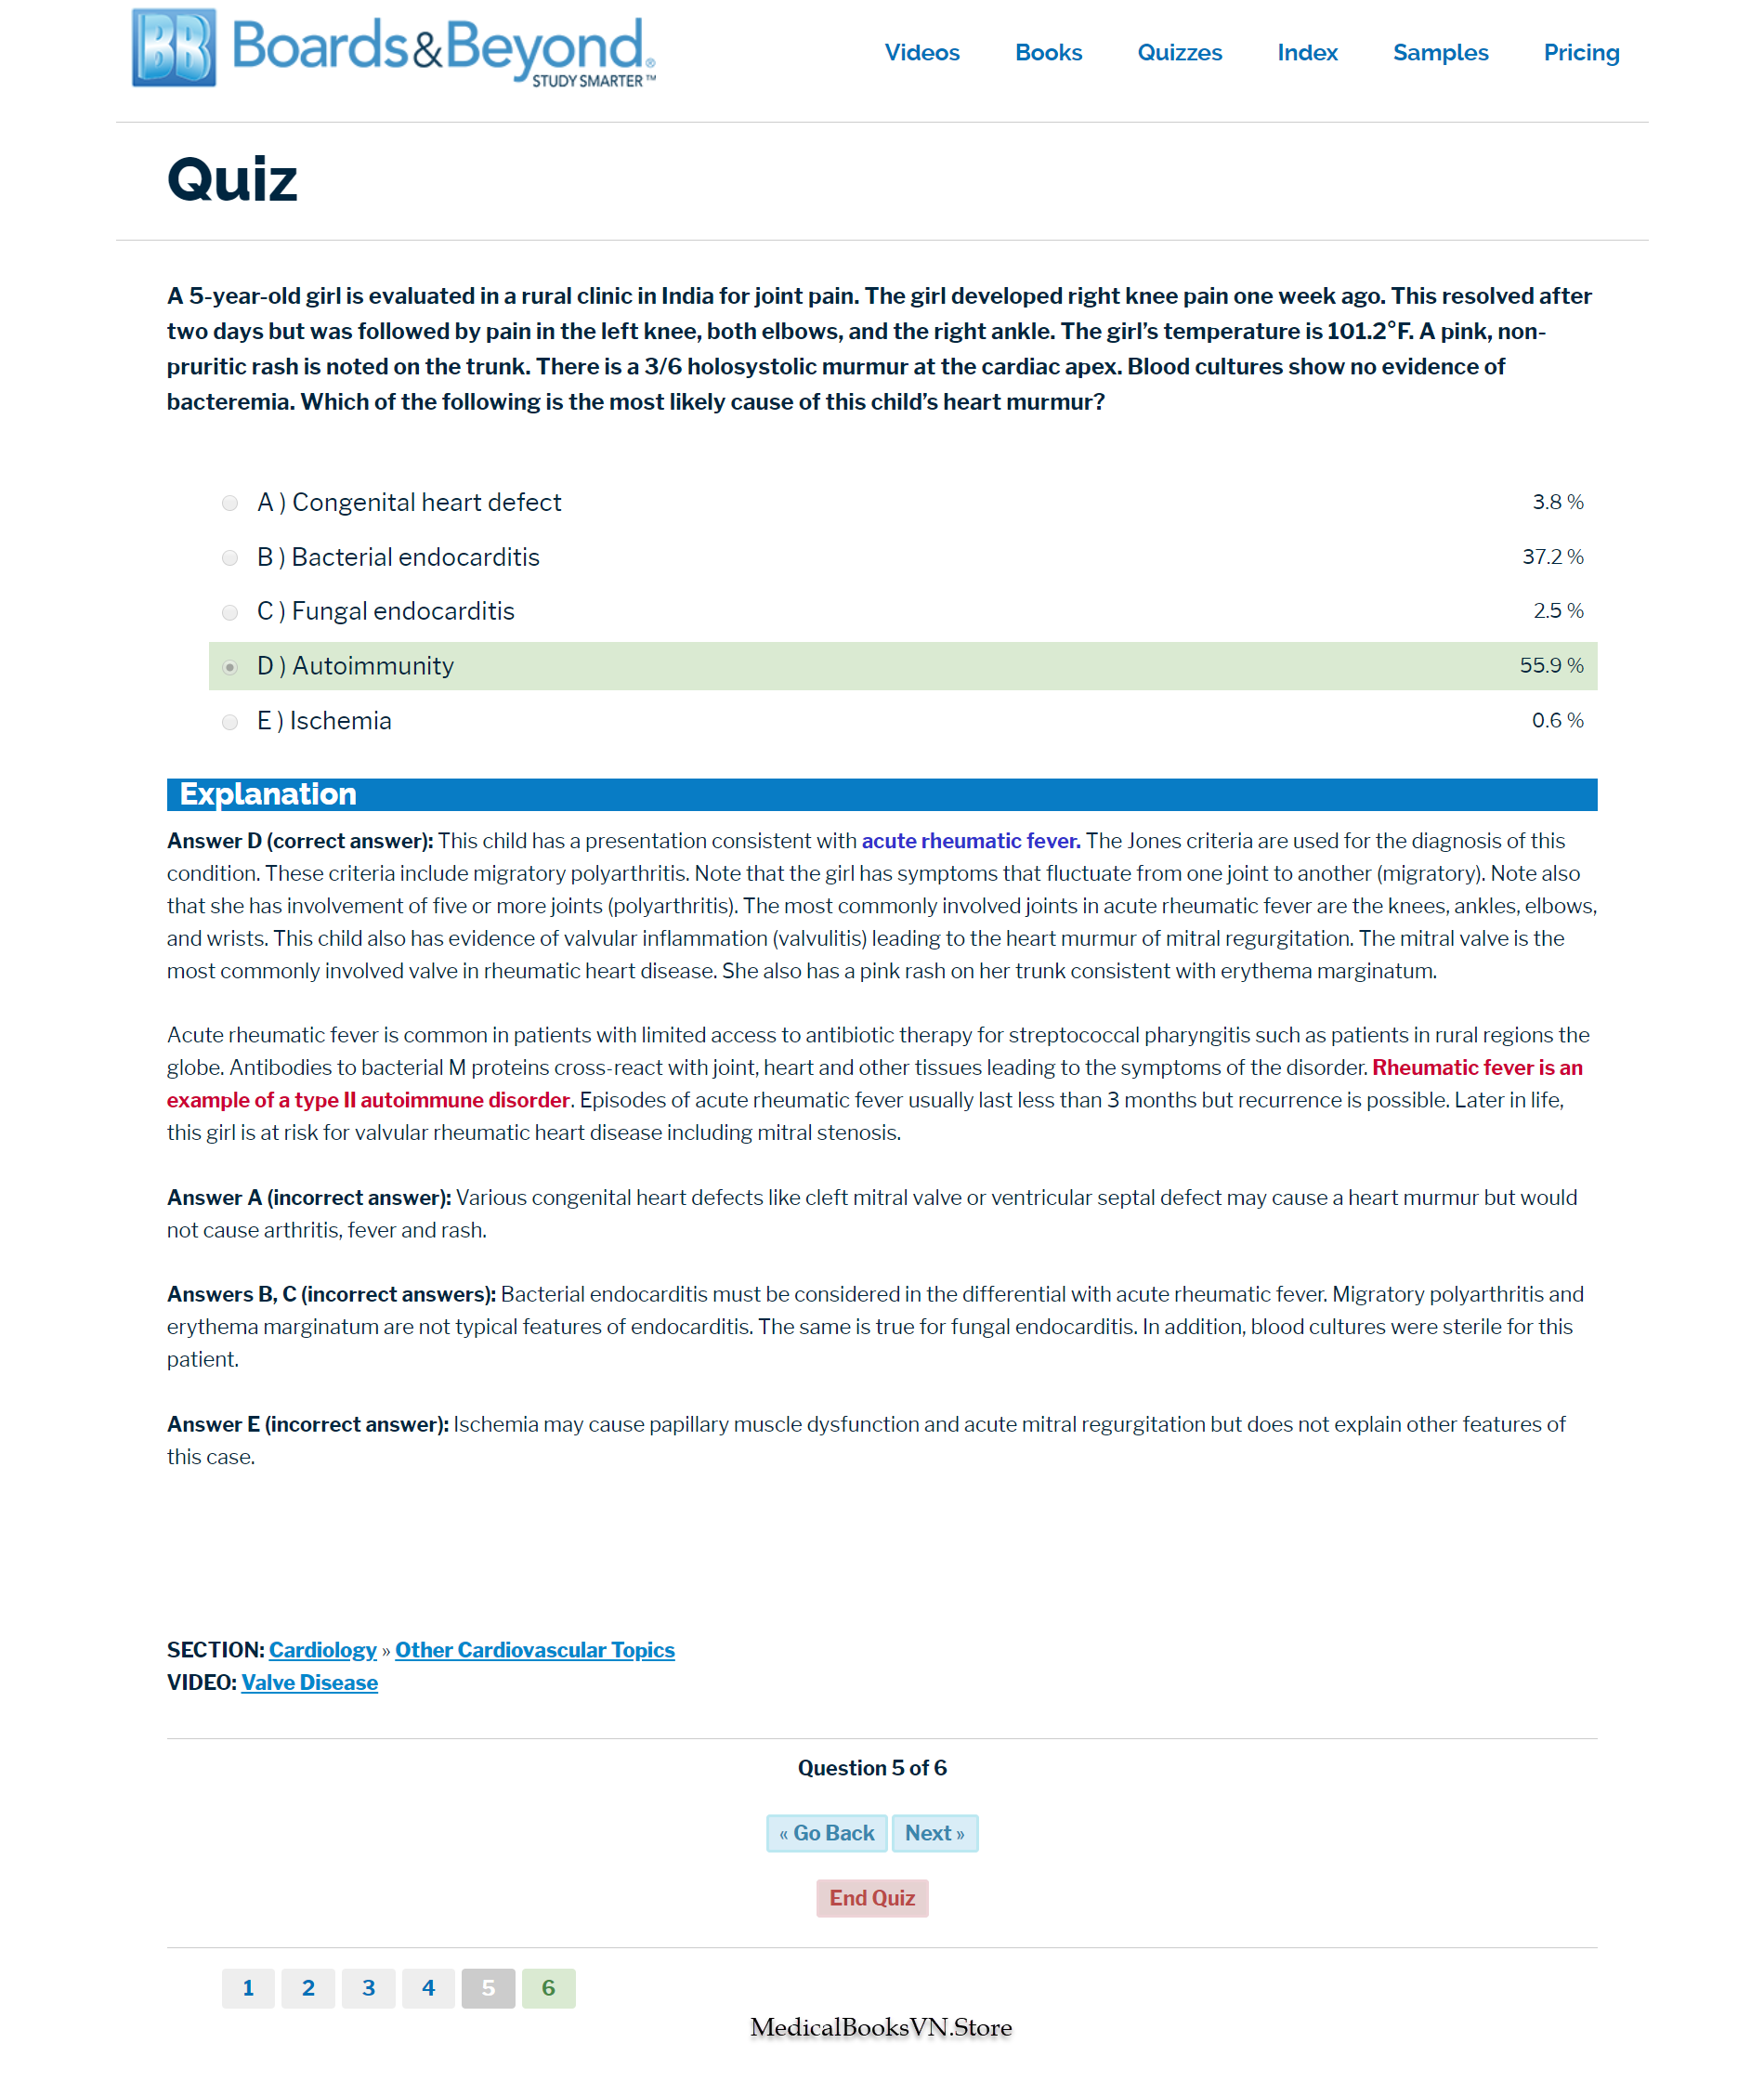 BB Boards&Beyond®
STUDY SMARTER™
Videos Books Quizzes Index Samples Pricing
Quiz
A 5-year-old girl is evaluated in a rural clinic in India for joint pain. The girl developed right knee pain one week ago. This resolved after
two days but was followed by pain in the left knee, both elbows, and the right ankle. The girl's temperature is 101.2°F. A pink, non-
pruritic rash is noted on the trunk. There is a 3/6 holosystolic murmur at the cardiac apex. Blood cultures show no evidence of
bacteremia. Which of the following is the most likely cause of this child's heart murmur?
A ) Congenital heart defect 3.8 %
B ) Bacterial endocarditis 37.2 %
C ) Fungal endocarditis 2.5 %
D ) Autoimmunity 55.9 %
E ) Ischemia 0.6 %
Explanation
Answer D (correct answer): This child has a presentation consistent with acute rheumatic fever. The Jones criteria are used for the diagnosis of this
condition. These criteria include migratory polyarthritis. Note that the girl has symptoms that fluctuate from one joint to another (migratory). Note also
that she has involvement of five or more joints (polyarthritis). The most commonly involved joints in acute rheumatic fever are the knees, ankles, elbows,
and wrists. This child also has evidence of valvular inflammation (valvulitis) leading to the heart murmur of mitral regurgitation. The mitral valve is the
most commonly involved valve in rheumatic heart disease. She also has a pink rash on her trunk consistent with erythema marginatum.
Acute rheumatic fever is common in patients with limited access to antibiotic therapy for streptococcal pharyngitis such as patients in rural regions the
globe. Antibodies to bacterial M proteins cross-react with joint, heart and other tissues leading to the symptoms of the disorder. Rheumatic fever is an
example of a type II autoimmune disorder. Episodes of acute rheumatic fever usually last less than 3 months but recurrence is possible. Later in life,
this girl is at risk for valvular rheumatic heart disease including mitral stenosis.
Answer A (incorrect answer): Various congenital heart defects like cleft mitral valve or ventricular septal defect may cause a heart murmur but would
not cause arthritis, fever and rash.
Answers B, C (incorrect answers): Bacterial endocarditis must be considered in the differential with acute rheumatic fever. Migratory polyarthritis and
erythema marginatum are not typical features of endocarditis. The same is true for fungal endocarditis. In addition, blood cultures were sterile for this
patient.
Answer E (incorrect answer): Ischemia may cause papillary muscle dysfunction and acute mitral regurgitation but does not explain other features of
this case.
SECTION: Cardiology » Other Cardiovascular Topics
VIDEO: Valve Disease
Question 5 of 6
« Go Back Next »
End Quiz
1 2 3 4 5 6
MedicalBooksVN.Store